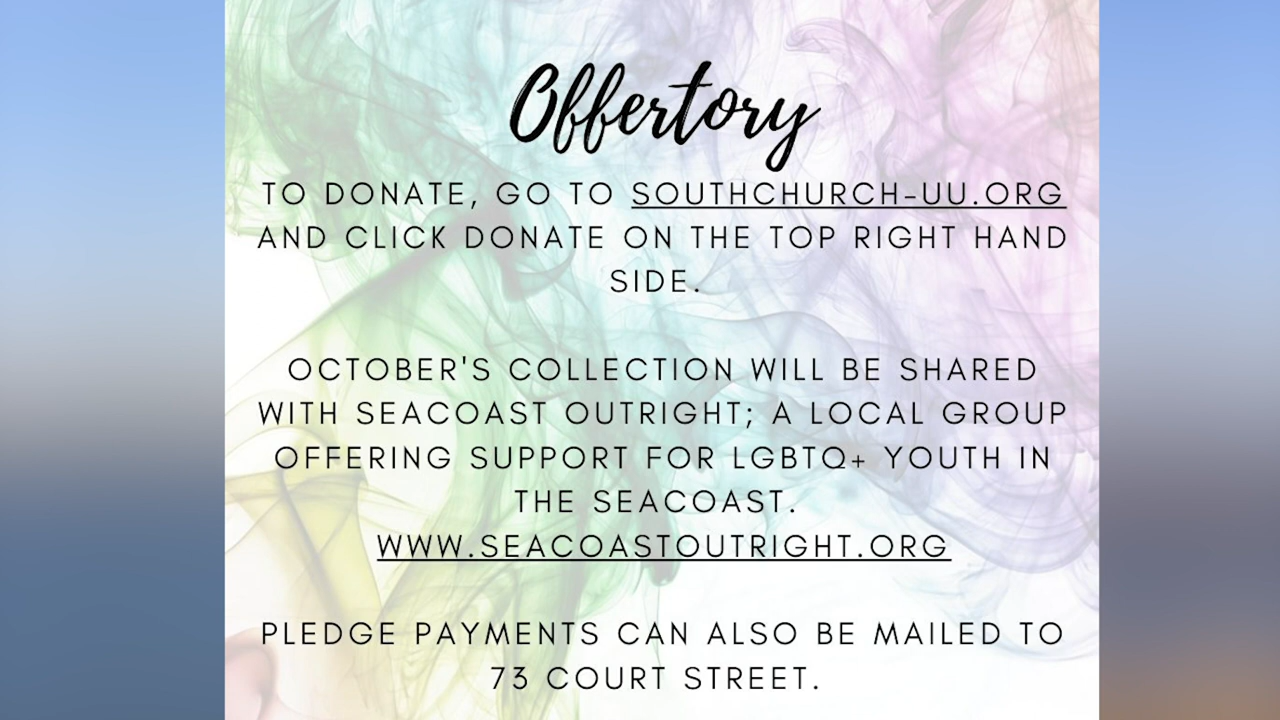 Offertory
TO DONATE, GO TO SOUTHCHURCH-UU.ORG
AND CLICK DONATE ON THE TOP RIGHT HAND
SIDE.
OCTOBER'S COLLECTION WILL BE SHARED
WITH SEACOAST OUTRIGHT; A LOCAL GROUP
OFFERING SUPPORT FOR LGBTQ+ YOUTH IN
THE SEACOAST.
WWW.SEACOASTOUTRIGHT.ORG
PLEDGE PAYMENTS CAN ALSO BE MAILED TO
73 COURT STREET.